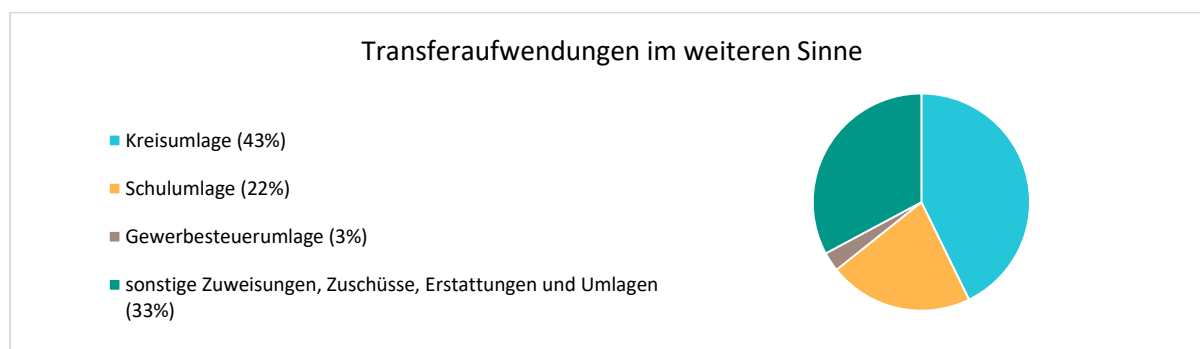 Transferaufwendungen im weiteren Sinne
Kreisumlage (43%)
Schulumlage (22%)
Gewerbesteuerumlage (3%)
sonstige Zuweisungen, Zuschüsse, Erstattungen und Umlagen
(33%)